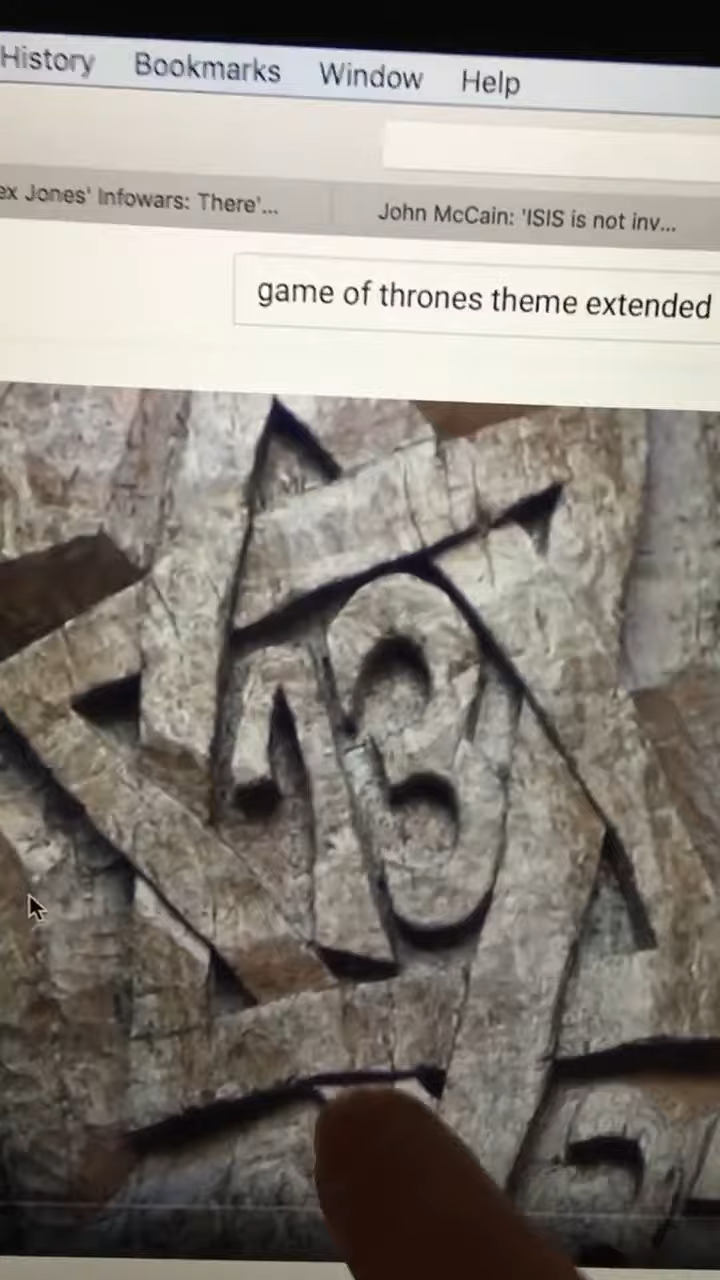 History Bookmarks Window Help
ex Jones' Infowars: There'... John McCain: 'ISIS is not inv...
game of thrones theme extended
13